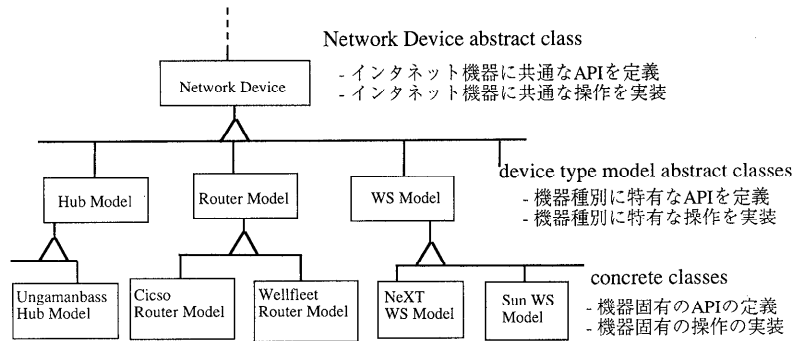 Network Device abstract class
- インタネット機器に共通なAPIを定義
- インタネット機器に共通な操作を実装
Network Device
device type model abstract classes
- 機器種別に特有なAPIを定義
- 機器種別に特有な操作を実装
Hub Model
Router Model
WS Model
concrete classes
- 機器固有のAPIの定義
- 機器固有の操作の実装
Ungamanbass
Hub Model
Cicso
Router Model
Wellfleet
Router Model
NeXT
WS Model
Sun WS
Model